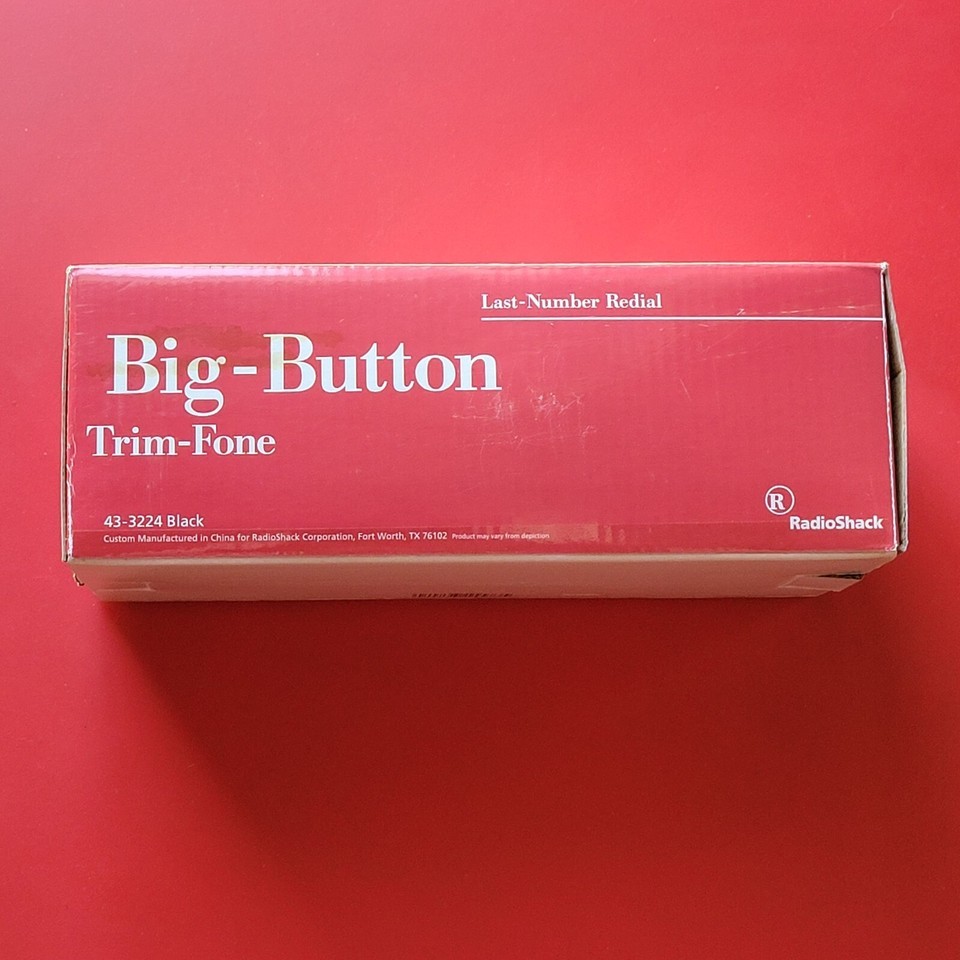 Last-Number Redial
Big-Button
Trim-Fone
43-3224 Black
Custom Manufactured in China for RadioShack Corporation, Fort Worth, TX 76102 Product may vary from depiction
R
RadioShack